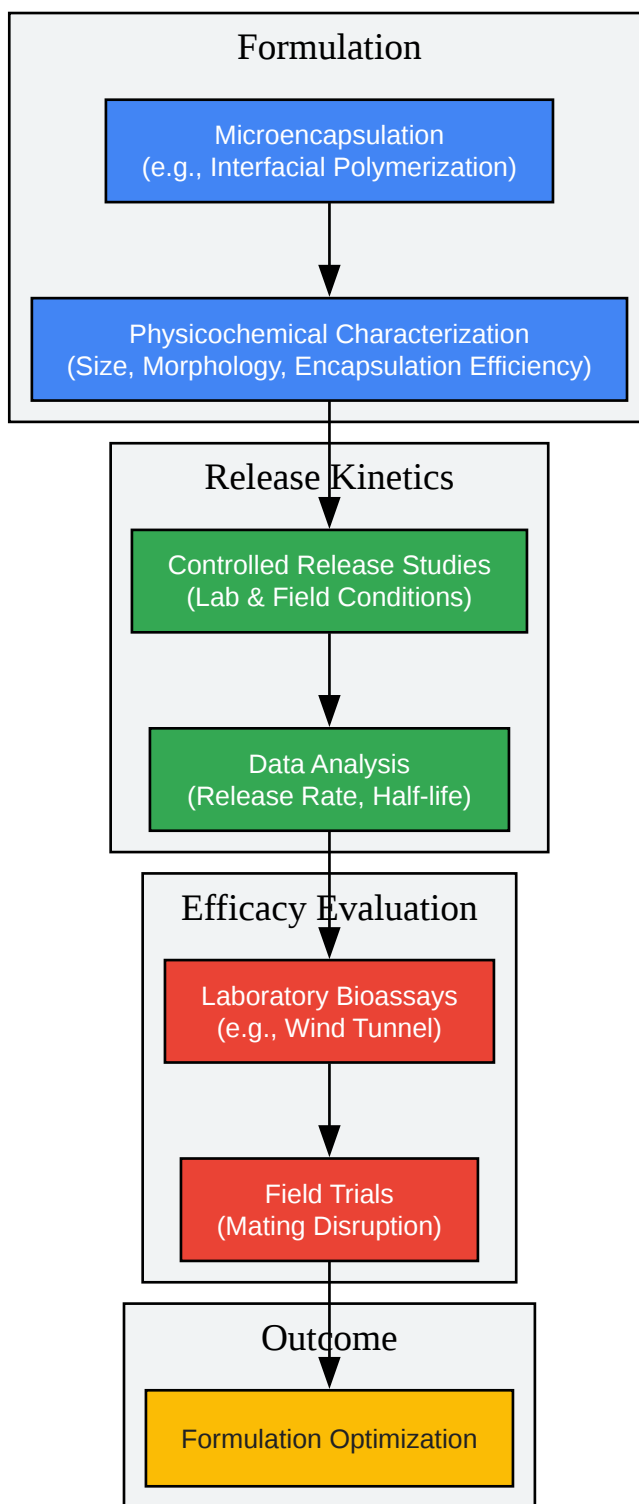 Formulation
Microencapsulation
(e.g., Interfacial Polymerization)
Physicochemical Characterization
(Size, Morphology, Encapsulation Efficiency)
Release Kinetics
Controlled Release Studies
(Lab & Field Conditions)
Data Analysis
(Release Rate, Half-life)
Efficacy Evaluation
Laboratory Bioassays
(e.g., Wind Tunnel)
Field Trials
(Mating Disruption)
Outcome
Formulation Optimization